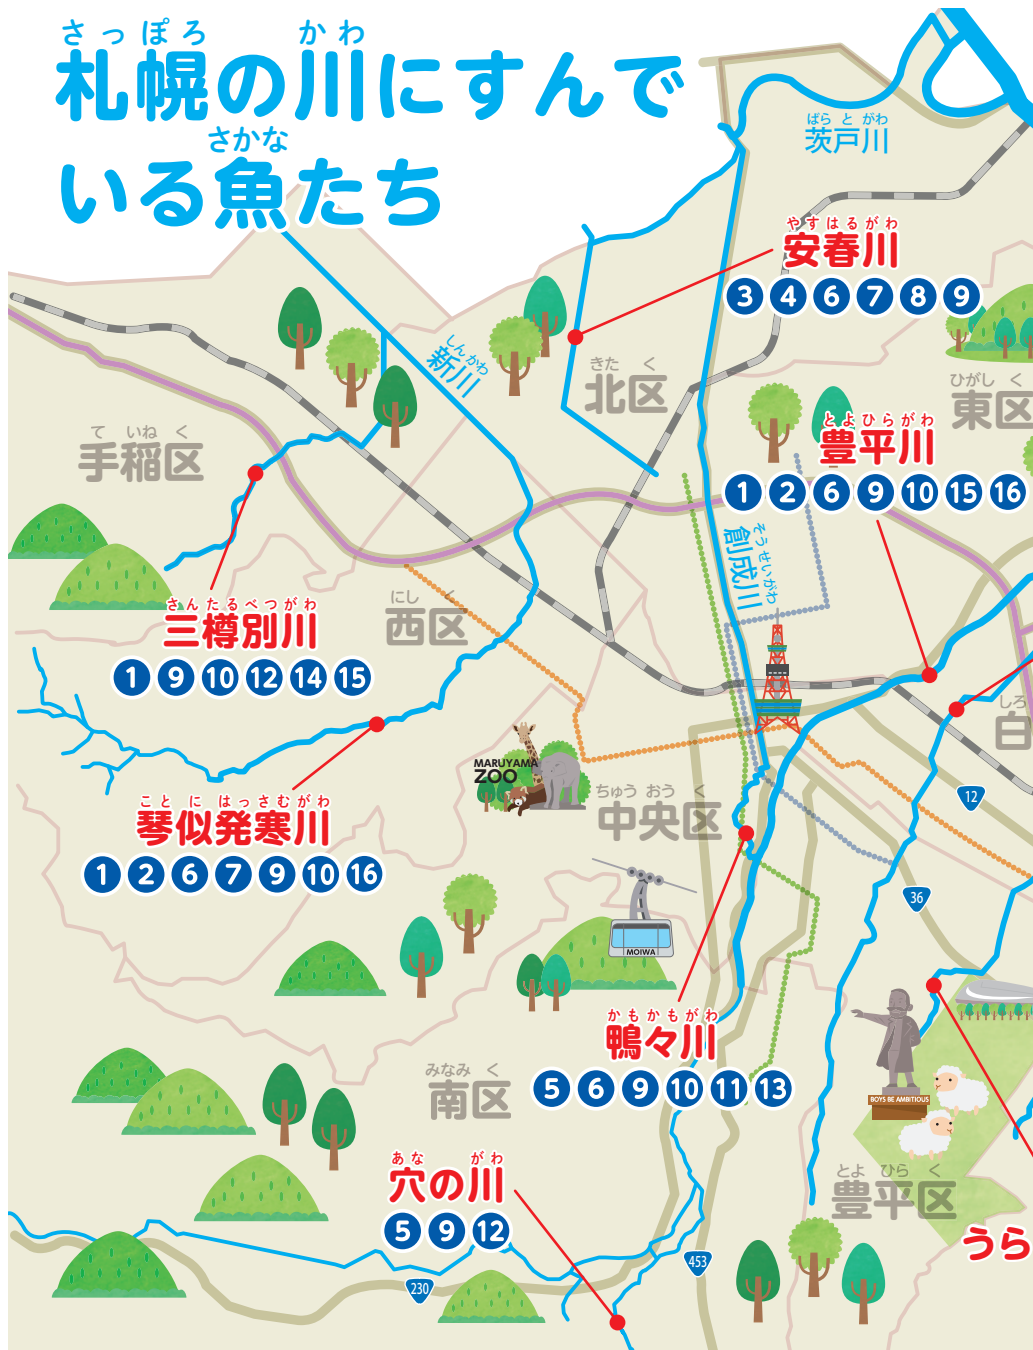 さっぽろ かわ
札幌の川にすんで
さかな
いる魚たち
ばらとがわ
茨戸川
やすはるがわ
安春川
3 4 6 7 8 9
しんかわ
新川
きた く
北区
ひがし く
東区
とよひらがわ
豊平川
1 2 6 9 10 15 16
て いね く
手稲区
そうせいがわ
創成川
さんたるべつがわ
三樽別川
1 9 10 12 14 15
にし く
西区
しろ
白
MARUYAMA
ZOO
ちゅう おう く
中央区
12
ことに はっさむがわ
琴似発寒川
1 2 6 7 9 10 16
36
MOIWA
かもかもがわ
鴨々川
5 6 9 10 11 13
みなみ く
南区
BOYS BE AMBITIOUS
あな がわ
穴の川
5 9 12
とよ ひら く
豊平区
うら
453
230